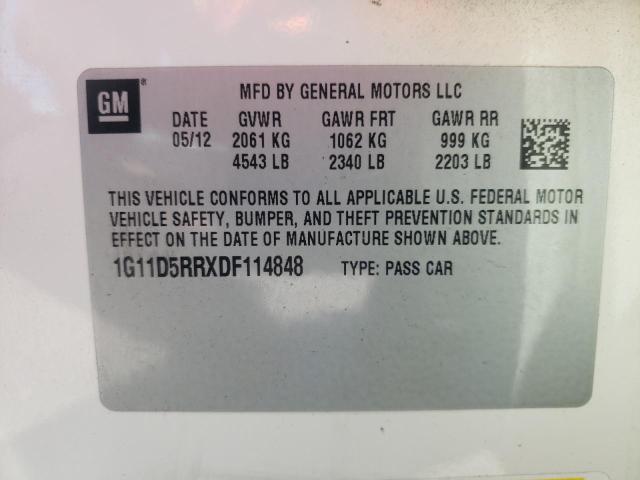 GM ®
MFD BY GENERAL MOTORS LLC
DATE GVWR GAWR FRT GAWR RR
05/12 2061 KG 1062 KG 999 KG
4543 LB 2340 LB 2203 LB
THIS VEHICLE CONFORMS TO ALL APPLICABLE U.S. FEDERAL MOTOR
VEHICLE SAFETY, BUMPER, AND THEFT PREVENTION STANDARDS IN
EFFECT ON THE DATE OF MANUFACTURE SHOWN ABOVE.
1G11D5RRXDF114848 TYPE: PASS CAR